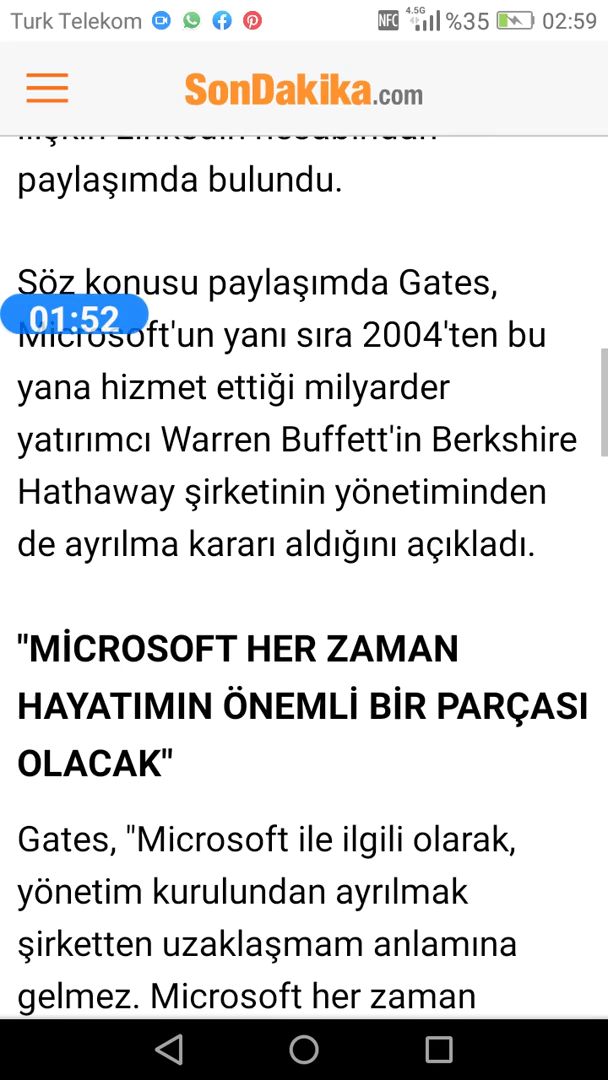 Turk Telekom NFC 4.5G %35 02:59
SonDakika.com
paylaşımda bulundu.
Söz konusu paylaşımda Gates,
01:52
Microsoft'un yanı sıra 2004'ten bu
yana hizmet ettiği milyarder
yatırımcı Warren Buffett'in Berkshire
Hathaway şirketinin yönetiminden
de ayrılma kararı aldığını açıkladı.
"MİCROSOFT HER ZAMAN
HAYATIMIN ÖNEMLİ BİR PARÇASI
OLACAK"
Gates, "Microsoft ile ilgili olarak,
yönetim kurulundan ayrılmak
şirketten uzaklaşmam anlamına
gelmez. Microsoft her zaman